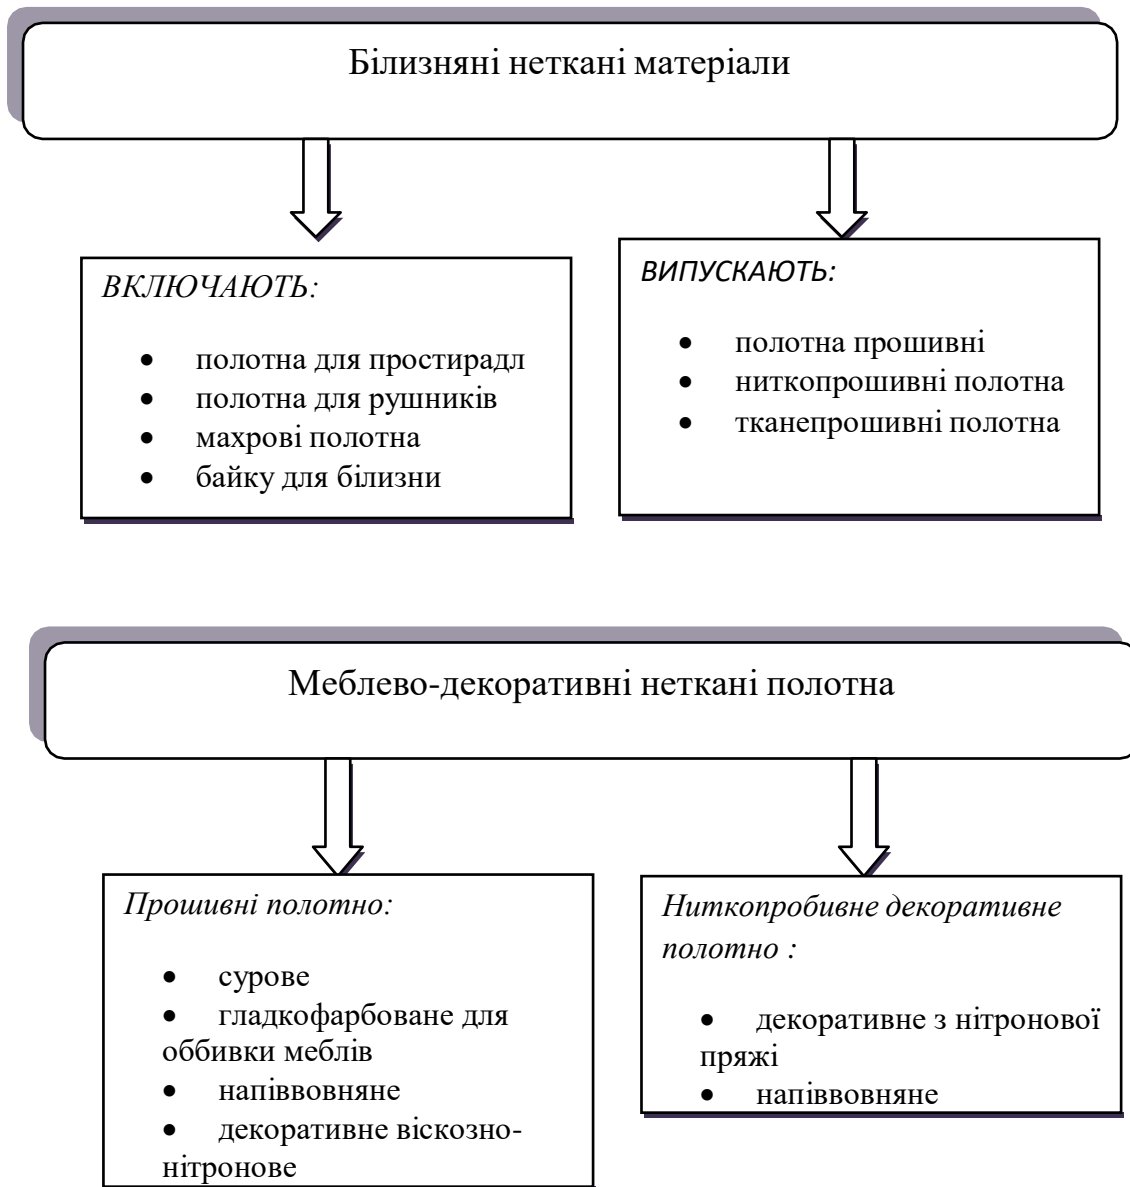 Білизняні неткані матеріали
ВКЛЮЧАЮТЬ:
• полотна для простирадл
• полотна для рушників
• махрові полотна
• байку для білизни
ВИПУСКАЮТЬ:
• полотна прошивні
• ниткопрошивні полотна
• тканепрошивні полотна
Меблево-декоративні неткані полотна
Прошивні полотно:
• сурове
• гладкофарбоване для
оббивки меблів
• напіввовняне
• декоративне віскозно-
нітронове
Ниткопробивне декоративне
полотно :
• декоративне з нітронової
пряжі
• напіввовняне